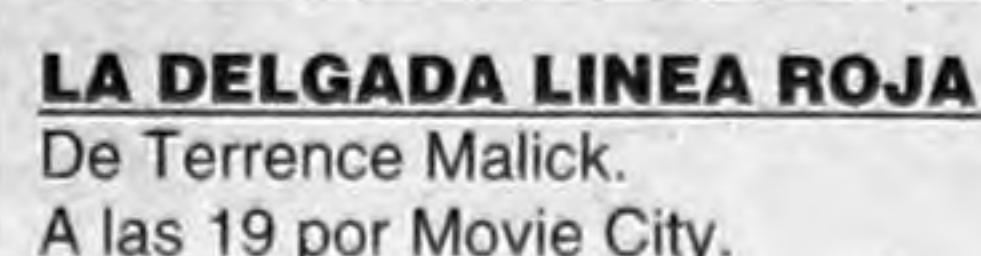 LA DELGADA LINEA ROJA
De Terrence Malick.
A las 19 por Movie City.